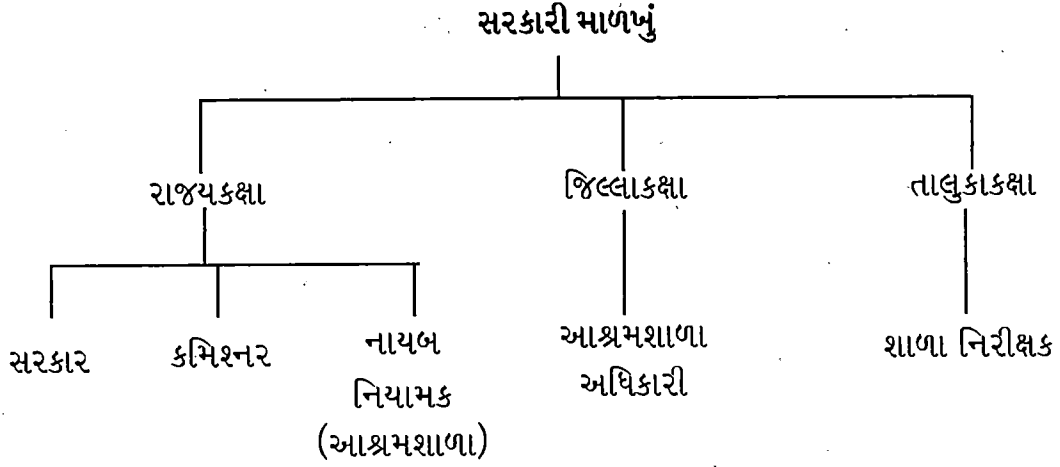 સરકારી માળખું
રાજયકક્ષા
જિલ્લાકક્ષા
તાલુકાકક્ષા
સરકાર
કમિશ્નર
નાયબ
નિયામક
(આશ્રમશાળા)
આશ્રમશાળા
અધિકારી
શાળા નિરીક્ષક